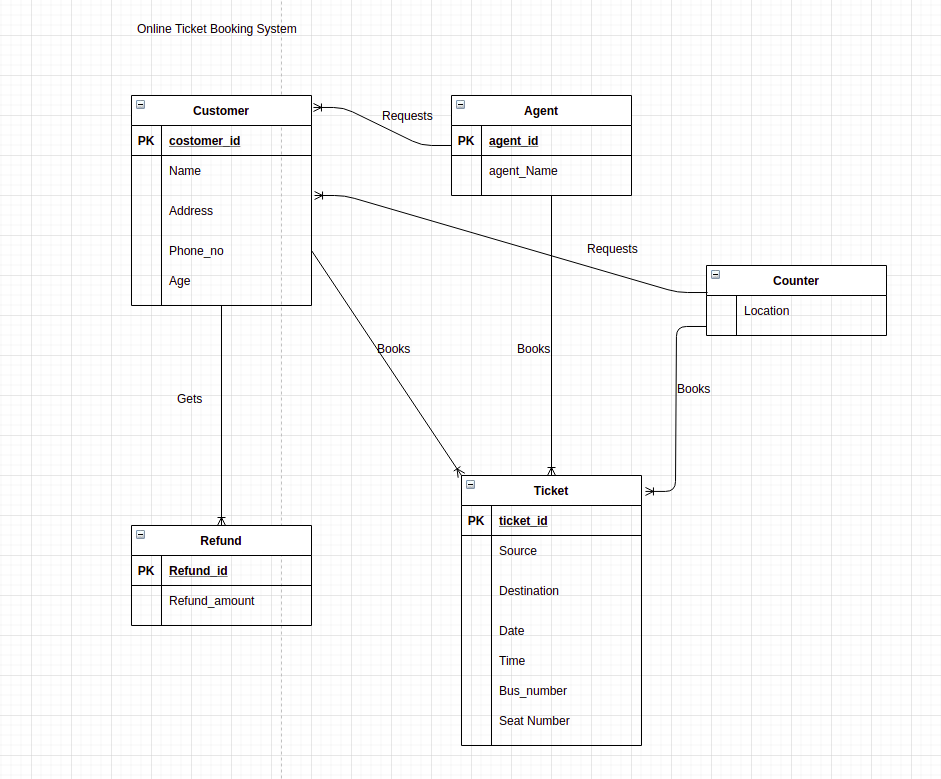 Online Ticket Booking System
Customer
PK costomer_id
Name
Address
Phone_no
Age
Requests
Agent
PK agent_id
agent_Name
Requests
Counter
Location
Books
Books
Books
Gets
Refund
PK Refund_id
Refund_amount
Ticket
PK ticket_id
Source
Destination
Date
Time
Bus_number
Seat Number